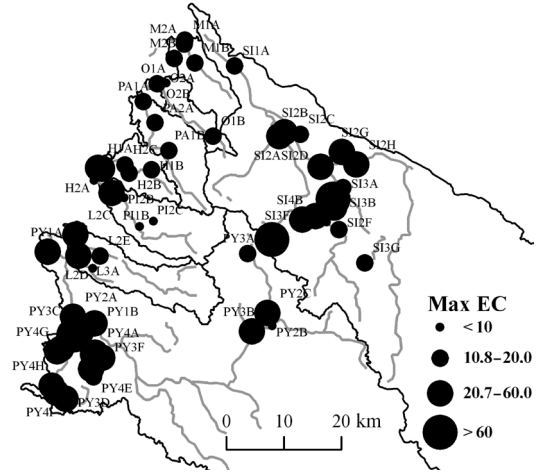 M2A M1A
M2B M1B
SI1A
O1A O2A
PA1A O2B
PA2A
O1B
PA1B
SI2B
SI2C
SI2G
SI2A SI2D SI2H
H1A H2C
H1B
H2A H2B
PI2B
SI3A
SI4B SI3B
L2C PI1B PI2C
SI3F SI2F
PY1A L2E PY3A
SI3G
L2D L3A
PY2A PY2C
PY3C PY1B PY3B
PY4G PY4A PY2B
PY3F
PY4H
PY4E
PY4F PY3D
Max EC
< 10
10.8–20.0
20.7–60.0
> 60
0 10 20 km